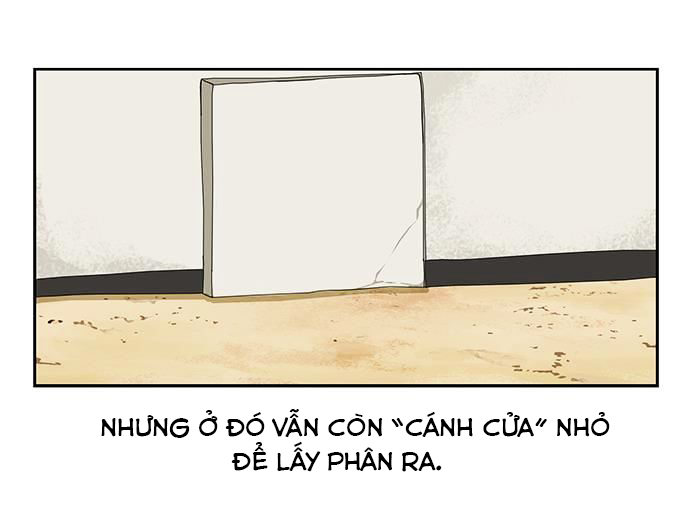 NHƯNG Ở ĐÓ VẪN CÒN "CÁNH CỬA" NHỎ
ĐỂ LẤY PHÂN RA.